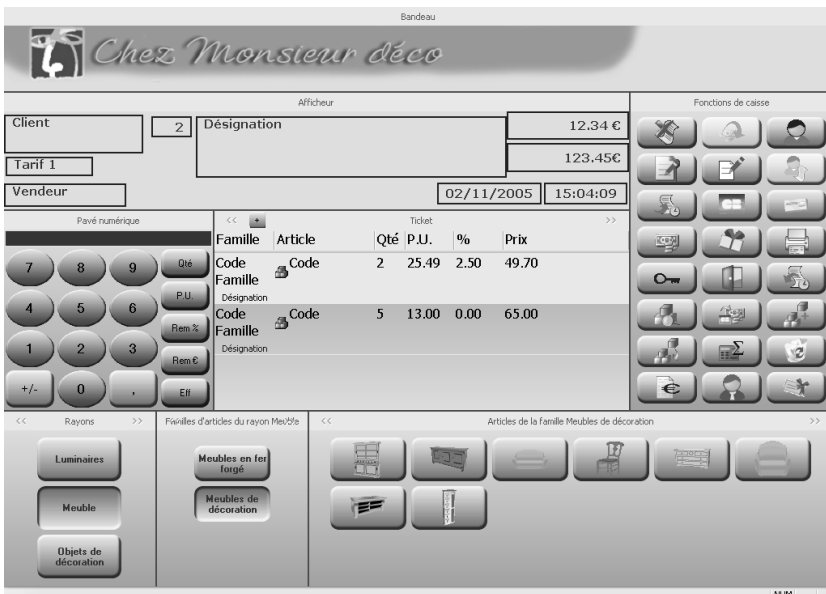 Bandeau
Chez Monsieur déco
Afficheur
Fonctions de caisse
Client
2
Désignation
12.34 €
123.45€
Tarif 1
Vendeur
02/11/2005
15:04:09
Pavé numérique
<< + Ticket >>
Famille Article Qté P.U. % Prix
Code Famille Code 2 25.49 2.50 49.70
Désignation
Code Famille Code 5 13.00 0.00 65.00
Désignation
7 8 9 Qté
4 5 6 P.U.
Rem %
1 2 3 Rem €
+/- 0 , Eff
<< Rayons >>
Familles d'articles du rayon Meuble
<< Articles de la famille Meubles de décoration >>
Luminaires
Meuble
Objets de
décoration
Meubles en fer
forgé
Meubles de
décoration
NUM